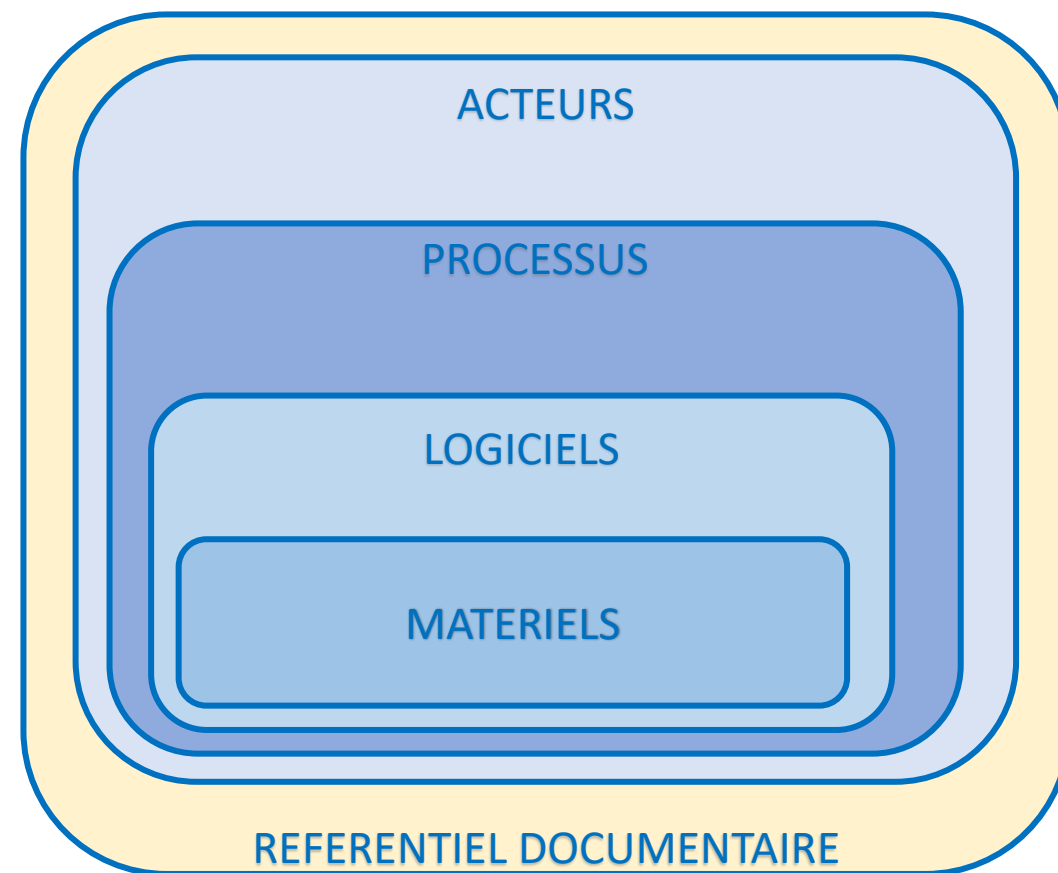 ACTEURS
PROCESSUS
LOGICIELS
MATERIELS
REFERENTIEL DOCUMENTAIRE